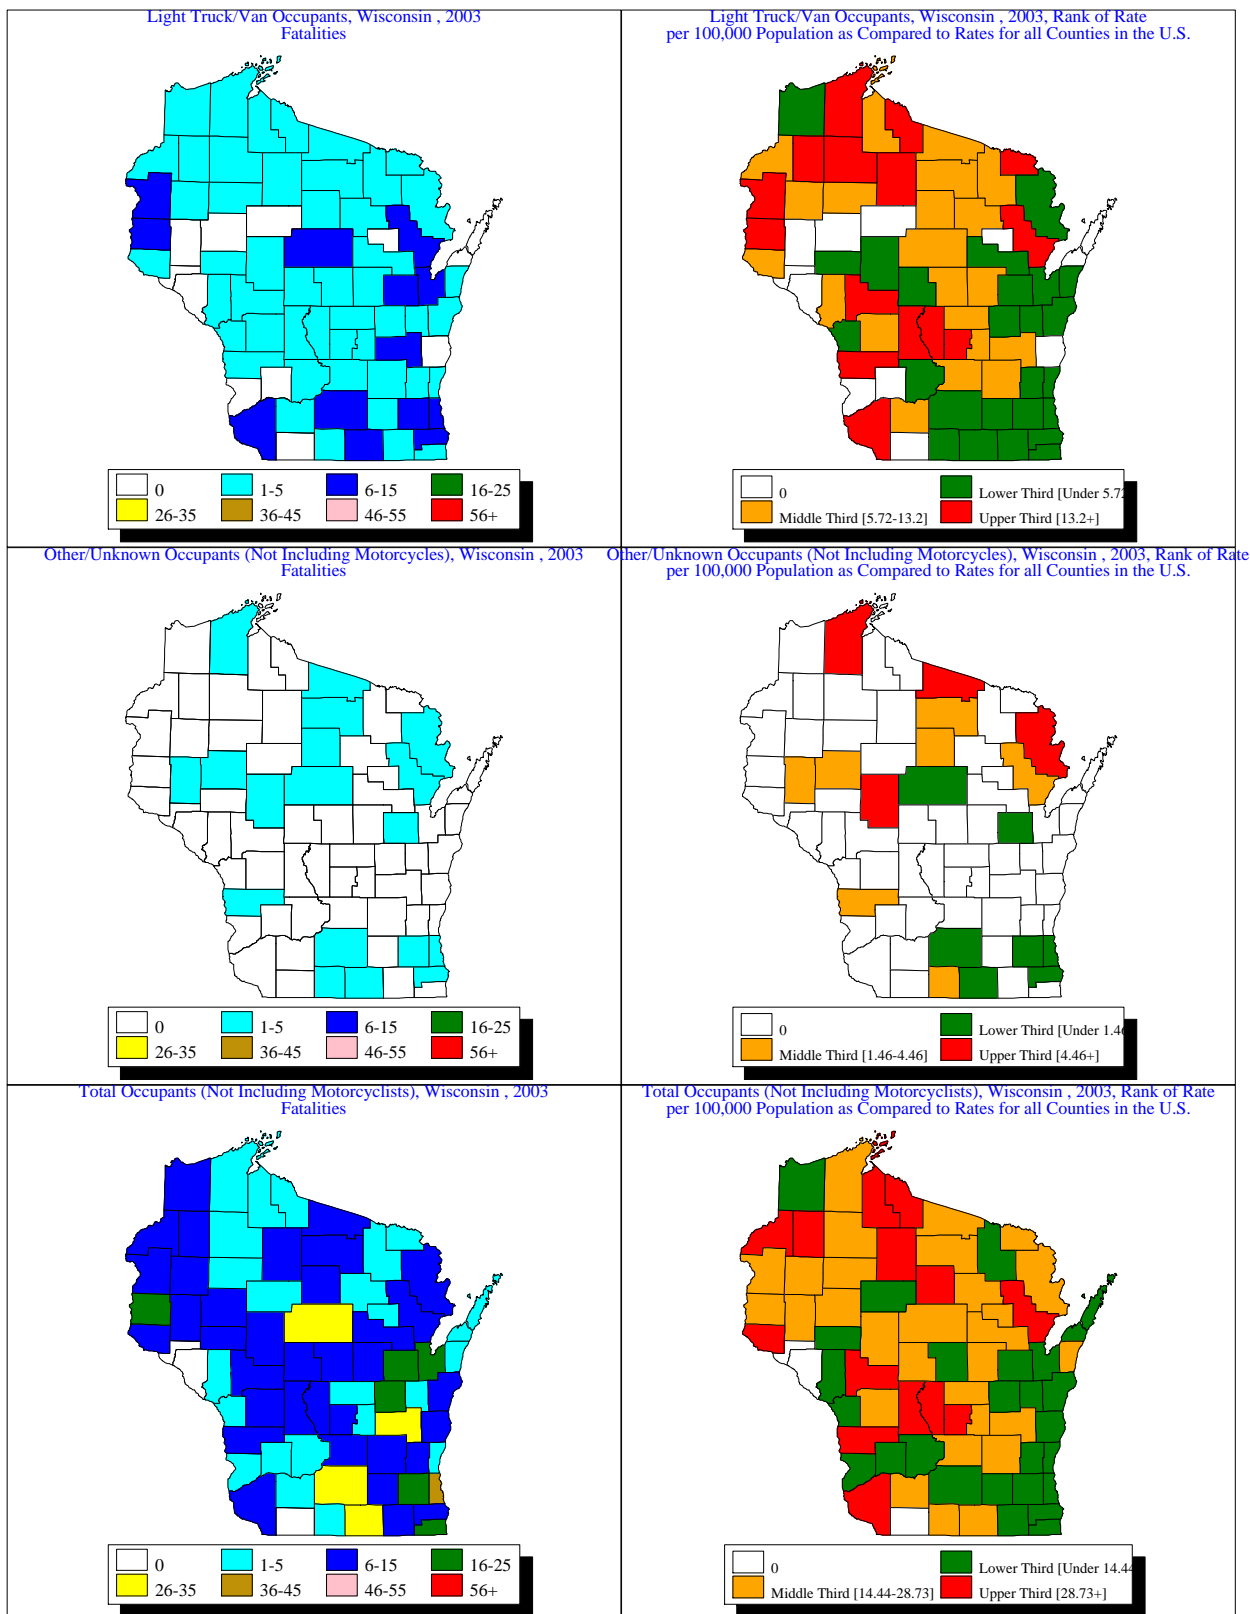 Light Truck/Van Occupants, Wisconsin , 2003
Fatalities
0
1-5
6-15
16-25
26-35
36-45
46-55
56+
Light Truck/Van Occupants, Wisconsin , 2003, Rank of Rate
per 100,000 Population as Compared to Rates for all Counties in the U.S.
0
Lower Third [Under 5.72
Middle Third [5.72-13.2]
Upper Third [13.2+]
Other/Unknown Occupants (Not Including Motorcycles), Wisconsin , 2003
Fatalities
0
1-5
6-15
16-25
26-35
36-45
46-55
56+
Other/Unknown Occupants (Not Including Motorcycles), Wisconsin , 2003, Rank of Rate
per 100,000 Population as Compared to Rates for all Counties in the U.S.
0
Lower Third [Under 1.46
Middle Third [1.46-4.46]
Upper Third [4.46+]
Total Occupants (Not Including Motorcyclists), Wisconsin , 2003
Fatalities
0
1-5
6-15
16-25
26-35
36-45
46-55
56+
Total Occupants (Not Including Motorcyclists), Wisconsin , 2003, Rank of Rate
per 100,000 Population as Compared to Rates for all Counties in the U.S.
0
Lower Third [Under 14.44
Middle Third [14.44-28.73]
Upper Third [28.73+]